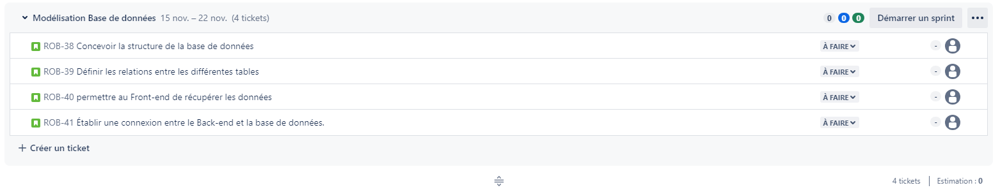 Modélisation Base de données 15 nov. – 22 nov. (4 tickets) 0 0 0 Démarrer un sprint
ROB-38 Concevoir la structure de la base de données À FAIRE -
ROB-39 Définir les relations entre les différentes tables À FAIRE -
ROB-40 permettre au Front-end de récupérer les données À FAIRE -
ROB-41 Établir une connexion entre le Back-end et la base de données. À FAIRE -
+ Créer un ticket
4 tickets Estimation : 0